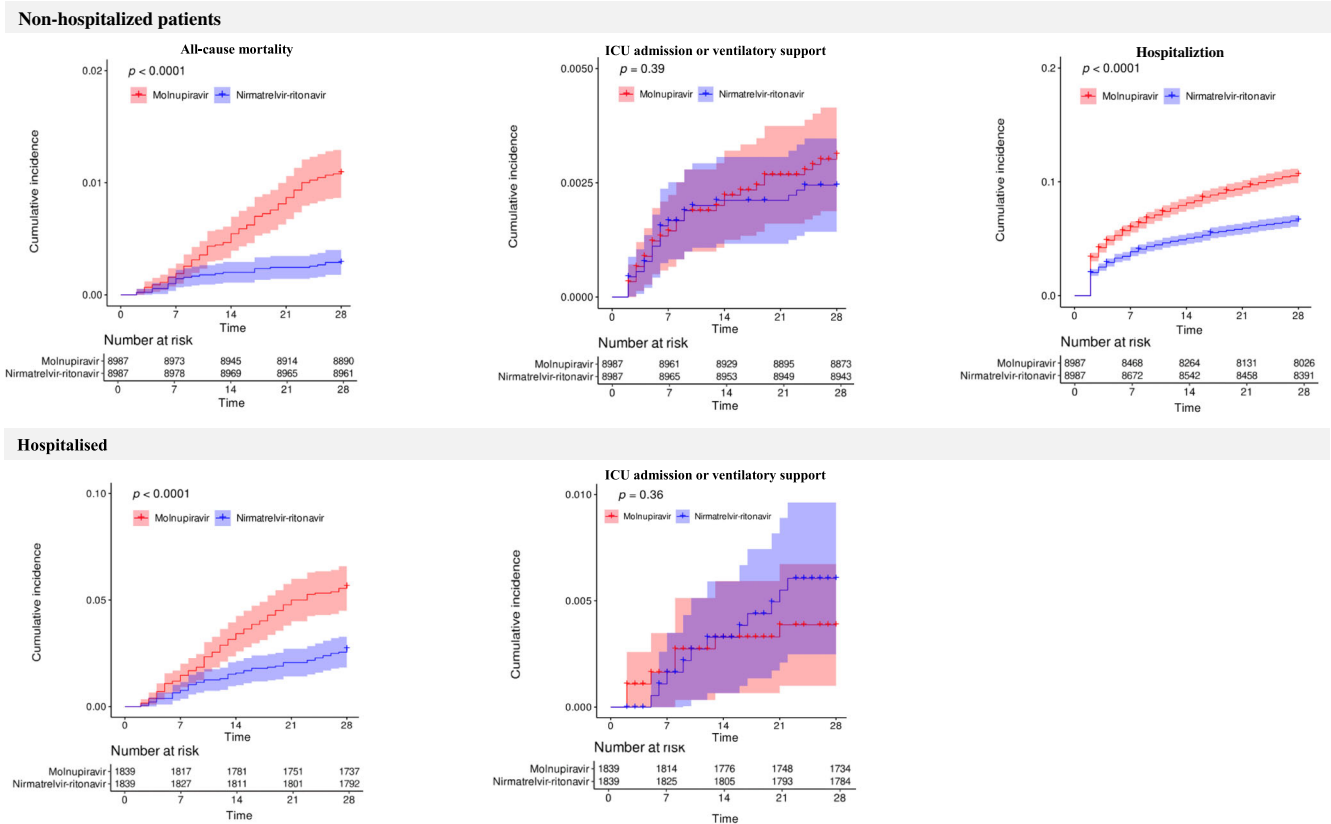 Non-hospitalized patients
All-cause mortality
p < 0.0001
Molnupiravir
Nirmatrelvir-ritonavir
Cumulative incidence
0.02
0.01
0.00
0 7 14 21 28
Time
Number at risk
Molnupiravir 8987 8973 8945 8914 8890
Nirmatrelvir-ritonavir 8987 8978 8969 8965 8961
0 7 14 21 28
Time
ICU admission or ventilatory support
p = 0.39
Molnupiravir
Nirmatrelvir-ritonavir
Cumulative incidence
0.0050
0.0025
0.0000
0 7 14 21 28
Time
Number at risk
Molnupiravir 8987 8961 8929 8895 8873
Nirmatrelvir-ritonavir 8987 8965 8953 8949 8943
0 7 14 21 28
Time
Hospitaliztion
p < 0.0001
Molnupiravir
Nirmatrelvir-ritonavir
Cumulative incidence
0.2
0.1
0.0
0 7 14 21 28
Time
Number at risk
Molnupiravir 8987 8468 8264 8131 8026
Nirmatrelvir-ritonavir 8987 8672 8542 8458 8391
0 7 14 21 28
Time
Hospitalised
p < 0.0001
Molnupiravir
Nirmatrelvir-ritonavir
Cumulative incidence
0.10
0.05
0.00
0 7 14 21 28
Time
Number at risk
Molnupiravir 1839 1817 1781 1751 1737
Nirmatrelvir-ritonavir 1839 1827 1811 1801 1792
0 7 14 21 28
Time
ICU admission or ventilatory support
p = 0.36
Molnupiravir
Nirmatrelvir-ritonavir
Cumulative incidence
0.010
0.005
0.000
0 7 14 21 28
Time
Number at risk
Molnupiravir 1839 1814 1776 1748 1734
Nirmatrelvir-ritonavir 1839 1825 1805 1793 1784
0 7 14 21 28
Time